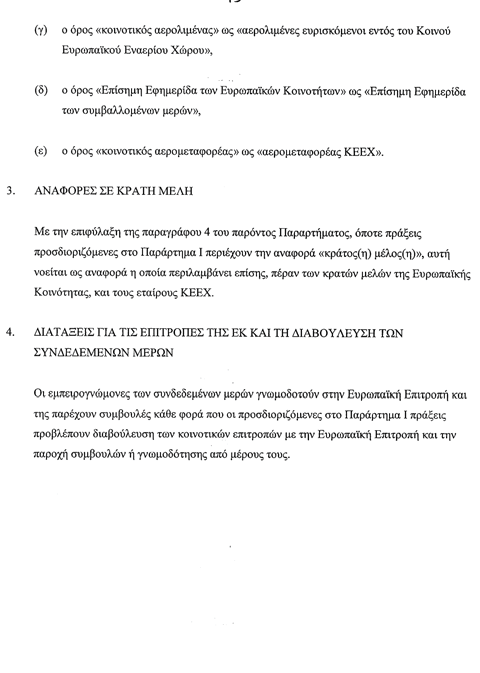 (γ) ο όρος «κοινοτικός αερολιμένας» ως «αερολιμένες ευρισκόμενοι εντός του Κοινού
Ευρωπαϊκού Εναερίου Χώρου»,
(δ) ο όρος «Επίσημη Εφημερίδα των Ευρωπαϊκών Κοινοτήτων» ως «Επίσημη Εφημερίδα
των συμβαλλομένων μερών»,
(ε) ο όρος «κοινοτικός αερομεταφορέας» ως «αερομεταφορέας ΚΕΕΧ».
3. ΑΝΑΦΟΡΕΣ ΣΕ ΚΡΑΤΗ ΜΕΛΗ
Με την επιφύλαξη της παραγράφου 4 του παρόντος Παραρτήματος, όποτε πράξεις
προσδιοριζόμενες στο Παράρτημα Ι περιέχουν την αναφορά «κράτος(η) μέλος(η)», αυτή
νοείται ως αναφορά η οποία περιλαμβάνει επίσης, πέραν των κρατών μελών της Ευρωπαϊκής
Κοινότητας, και τους εταίρους ΚΕΕΧ.
4. ΔΙΑΤΑΞΕΙΣ ΓΙΑ ΤΙΣ ΕΠΙΤΡΟΠΕΣ ΤΗΣ ΕΚ ΚΑΙ ΤΗ ΔΙΑΒΟΥΛΕΥΣΗ ΤΩΝ
ΣΥΝΔΕΔΕΜΕΝΩΝ ΜΕΡΩΝ
Οι εμπειρογνώμονες των συνδεδεμένων μερών γνωμοδοτούν στην Ευρωπαϊκή Επιτροπή και
της παρέχουν συμβουλές κάθε φορά που οι προσδιοριζόμενες στο Παράρτημα Ι πράξεις
προβλέπουν διαβούλευση των κοινοτικών επιτροπών με την Ευρωπαϊκή Επιτροπή και την
παροχή συμβουλών ή γνωμοδότησης από μέρους τους.